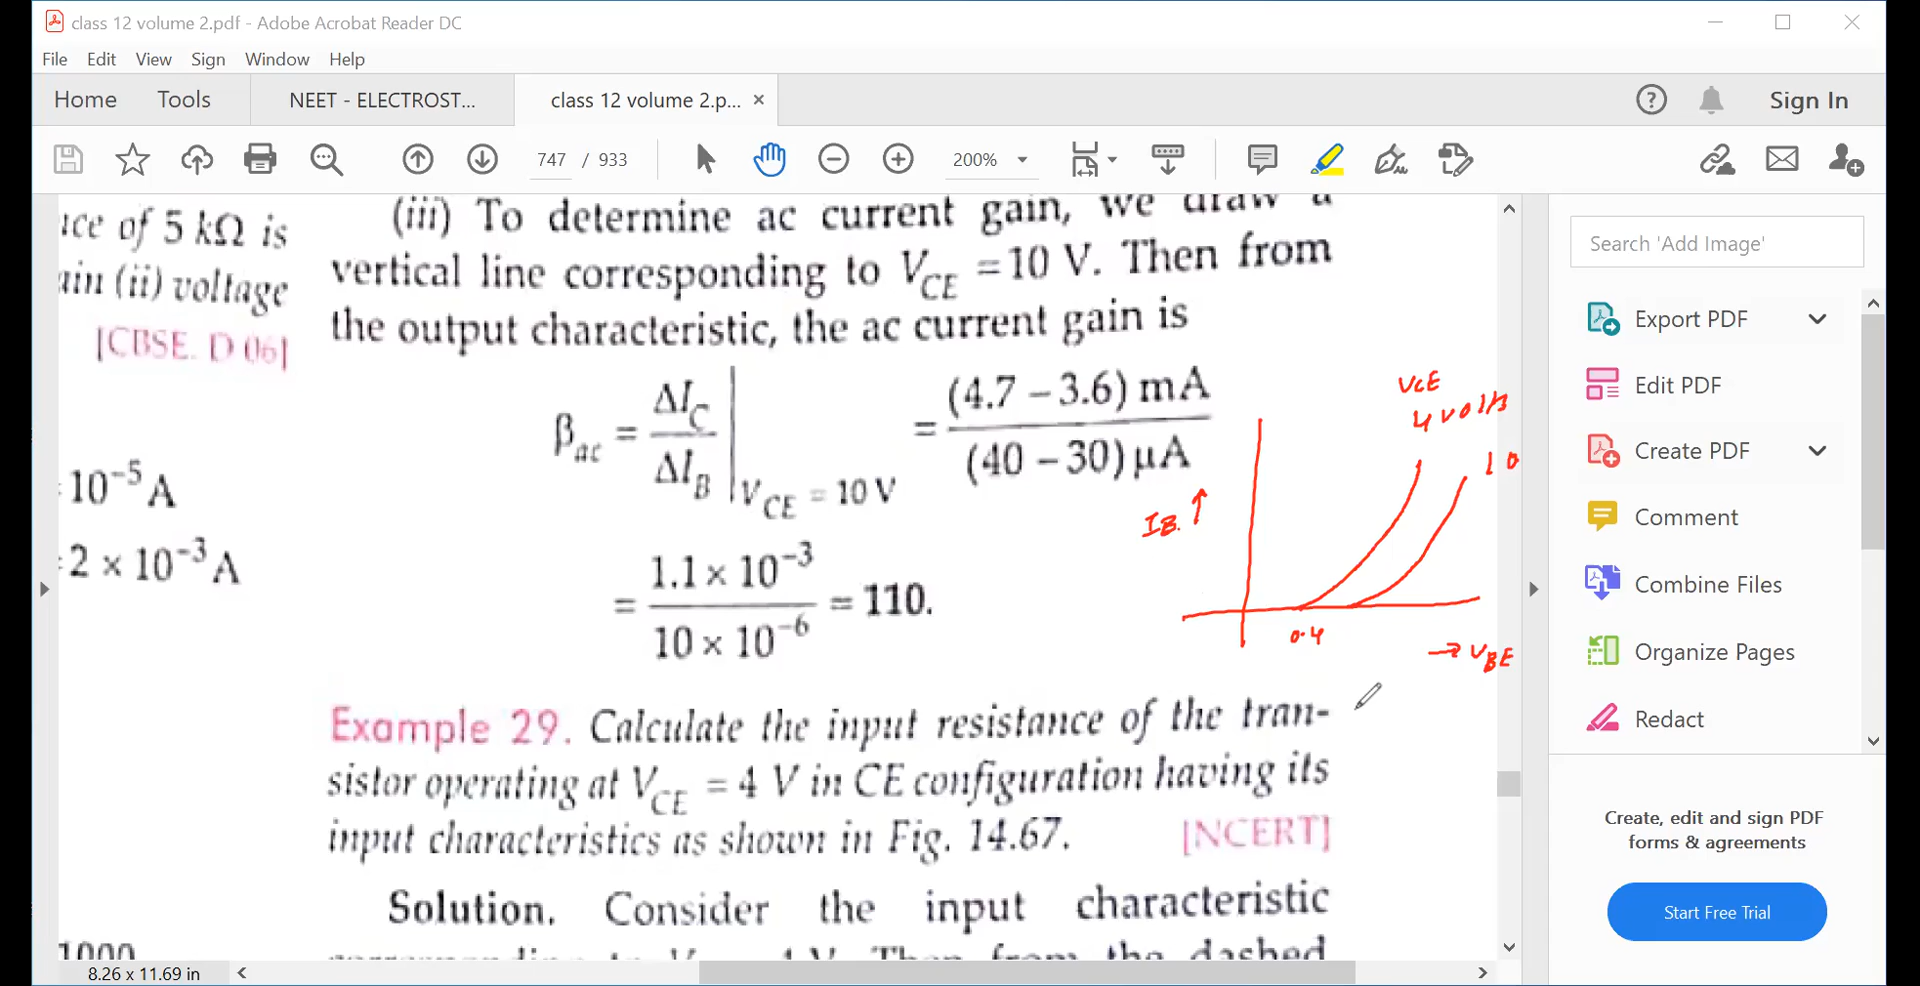 class 12 volume 2.pdf - Adobe Acrobat Reader DC
File Edit View Sign Window Help
Home Tools NEET - ELECTROST... class 12 volume 2.p... × Sign In
747 / 933 200%
ice of 5 kΩ is
ain (ii) voltage
[CBSE. D 06]
10⁻⁵ A
2 × 10⁻³ A
1000
(iii) To determine ac current gain, we draw a
vertical line corresponding to V_CE = 10 V. Then from
the output characteristic, the ac current gain is
β_ac = ΔI_C / ΔI_B |_V_CE = 10 V = (4.7 – 3.6) mA / (40 – 30) μA
= 1.1 × 10⁻³ / 10 × 10⁻⁶ = 110.
VCE
4 volts
10
IB ↑
0.4
→ VBE
Example 29. Calculate the input resistance of the tran-
sistor operating at V_CE = 4 V in CE configuration having its
input characteristics as shown in Fig. 14.67. [NCERT]
Solution. Consider the input characteristic
4 V. Then from the dashed
8.26 x 11.69 in
Search 'Add Image'
Export PDF
Edit PDF
Create PDF
Comment
Combine Files
Organize Pages
Redact
Create, edit and sign PDF
forms & agreements
Start Free Trial